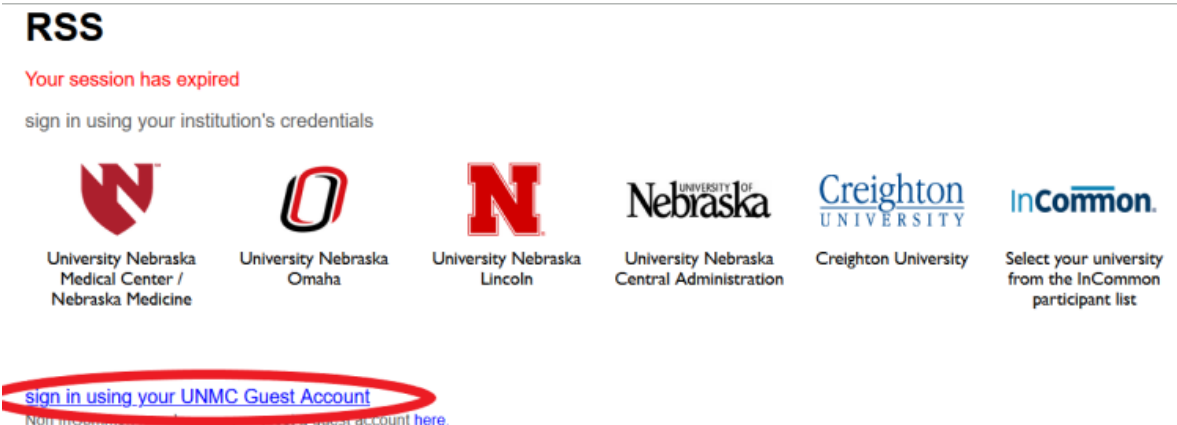 RSS
Your session has expired
sign in using your institution's credentials
N™
O
N
UNIVERSITY OF
Nebraska
Creighton
UNIVERSITY
InCommon.
University Nebraska
Medical Center /
Nebraska Medicine
University Nebraska
Omaha
University Nebraska
Lincoln
University Nebraska
Central Administration
Creighton University
Select your university
from the InCommon
participant list
sign in using your UNMC Guest Account
guest account here.